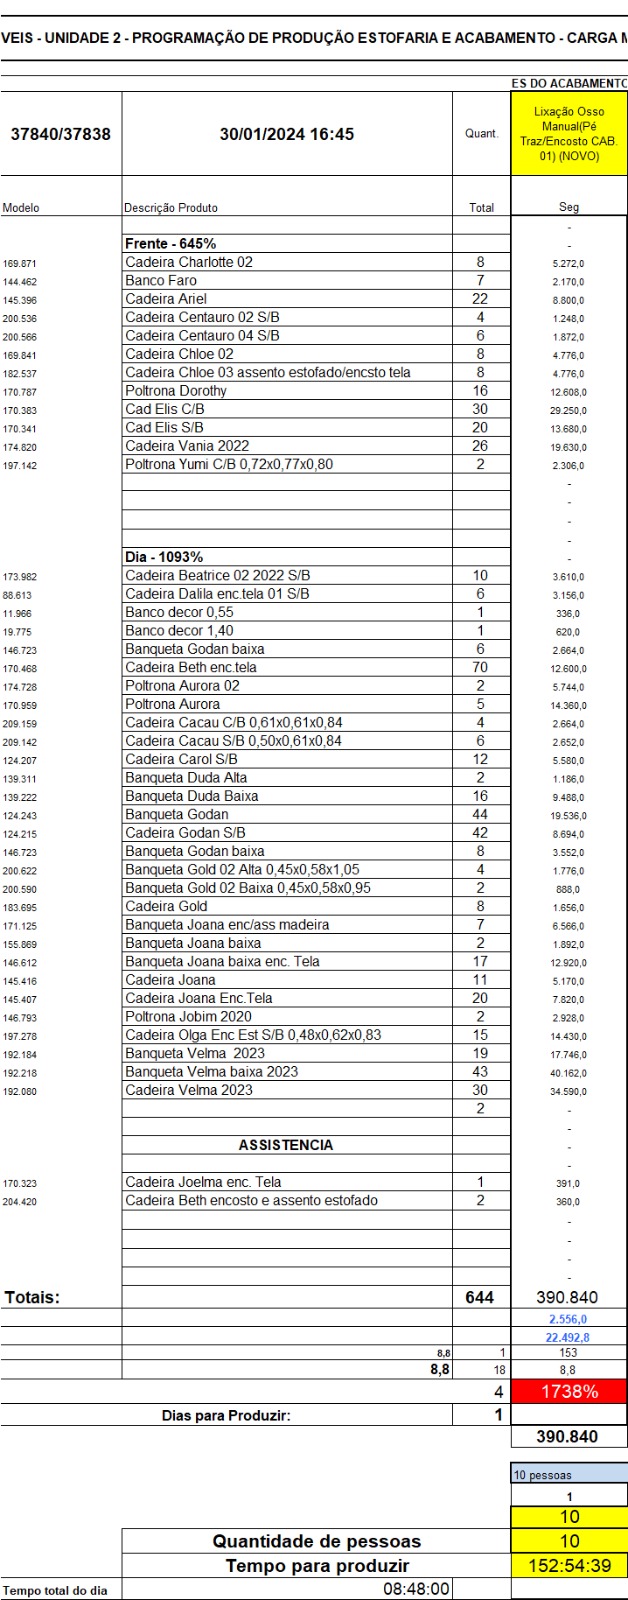 VEIS - UNIDADE 2 - PROGRAMAÇÃO DE PRODUÇÃO ESTOFARIA E ACABAMENTO - CARGA M
ES DO ACABAMENTO
37840/37838 30/01/2024 16:45 Quant. Lixação Osso Manual(Pé Traz/Encosto CAB. 01) (NOVO)
Modelo Descrição Produto Total Seg
-
Frente - 645% -
169.871 Cadeira Charlotte 02 8 5.272,0
144.462 Banco Faro 7 2.170,0
145.396 Cadeira Ariel 22 8.800,0
200.536 Cadeira Centauro 02 S/B 4 1.248,0
200.566 Cadeira Centauro 04 S/B 6 1.872,0
169.841 Cadeira Chloe 02 8 4.776,0
182.537 Cadeira Chloe 03 assento estofado/encsto tela 8 4.776,0
170.787 Poltrona Dorothy 16 12.608,0
170.383 Cad Elis C/B 30 29.250,0
170.341 Cad Elis S/B 20 13.680,0
174.820 Cadeira Vania 2022 26 19.630,0
197.142 Poltrona Yumi C/B 0,72x0,77x0,80 2 2.306,0
-
-
-
-
Dia - 1093% -
173.982 Cadeira Beatrice 02 2022 S/B 10 3.610,0
88.613 Cadeira Dalila enc.tela 01 S/B 6 3.156,0
11.966 Banco decor 0,55 1 336,0
19.775 Banco decor 1,40 1 620,0
146.723 Banqueta Godan baixa 6 2.664,0
170.468 Cadeira Beth enc.tela 70 12.600,0
174.728 Poltrona Aurora 02 2 5.744,0
170.959 Poltrona Aurora 5 14.360,0
209.159 Cadeira Cacau C/B 0,61x0,61x0,84 4 2.664,0
209.142 Cadeira Cacau S/B 0,50x0,61x0,84 6 2.652,0
124.207 Cadeira Carol S/B 12 5.580,0
139.311 Banqueta Duda Alta 2 1.186,0
139.222 Banqueta Duda Baixa 16 9.488,0
124.243 Banqueta Godan 44 19.536,0
124.215 Cadeira Godan S/B 42 8.694,0
146.723 Banqueta Godan baixa 8 3.552,0
200.622 Banqueta Gold 02 Alta 0,45x0,58x1,05 4 1.776,0
200.590 Banqueta Gold 02 Baixa 0,45x0,58x0,95 2 888,0
183.695 Cadeira Gold 8 1.656,0
171.125 Banqueta Joana enc/ass madeira 7 6.566,0
155.869 Banqueta Joana baixa 2 1.892,0
146.612 Banqueta Joana baixa enc. Tela 17 12.920,0
145.416 Cadeira Joana 11 5.170,0
145.407 Cadeira Joana Enc.Tela 20 7.820,0
146.793 Poltrona Jobim 2020 2 2.928,0
197.278 Cadeira Olga Enc Est S/B 0,48x0,62x0,83 15 14.430,0
192.184 Banqueta Velma 2023 19 17.746,0
192.218 Banqueta Velma baixa 2023 43 40.162,0
192.080 Cadeira Velma 2023 30 34.590,0
2 -
-
ASSISTENCIA -
-
170.323 Cadeira Joelma enc. Tela 1 391,0
204.420 Cadeira Beth encosto e assento estofado 2 360,0
-
-
-
-
Totais: 644 390.840
2.556,0
22.492,8
8,8 1 153
8,8 18 8,8
4 1738%
Dias para Produzir: 1
390.840
10 pessoas
1
10
Quantidade de pessoas 10
Tempo para produzir 152:54:39
Tempo total do dia 08:48:00